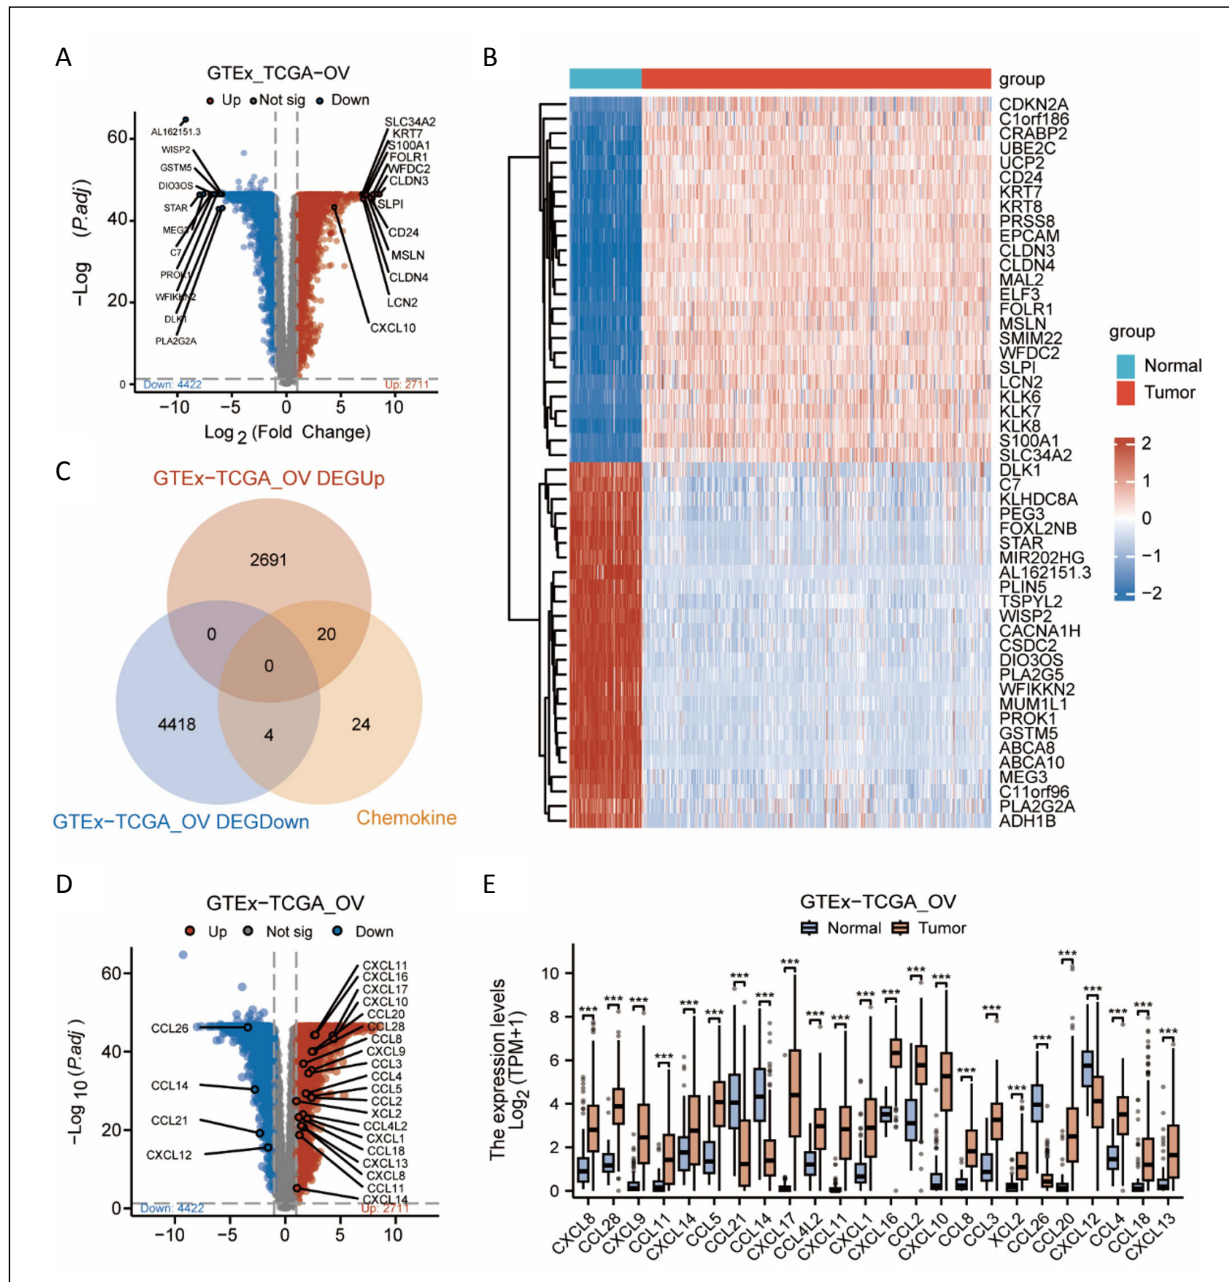 A
GTEx_TCGA-OV
Up Not sig Down
−Log (P.adj)
60
40
20
0
AL162151.3
WISP2
GSTM5
DIO3OS
STAR
MEG3
C7
PROK1
WFIKKN2
DLK1
PLA2G2A
SLC34A2
KRT7
S100A1
FOLR1
WFDC2
CLDN3
SLPI
CD24
MSLN
CLDN4
LCN2
CXCL10
Down: 4422
Up: 2711
−10 −5 0 5 10
Log2 (Fold Change)
B
group
CDKN2A
C1orf186
CRABP2
UBE2C
UCP2
CD24
KRT7
KRT8
PRSS8
EPCAM
CLDN3
CLDN4
MAL2
ELF3
FOLR1
MSLN
SMIM22
WFDC2
SLPI
LCN2
KLK6
KLK7
KLK8
S100A1
SLC34A2
DLK1
C7
KLHDC8A
PEG3
FOXL2NB
STAR
MIR202HG
AL162151.3
PLIN5
TSPYL2
WISP2
CACNA1H
CSDC2
DIO3OS
PLA2G5
WFIKKN2
MUM1L1
PROK1
GSTM5
ABCA8
ABCA10
MEG3
C11orf96
PLA2G2A
ADH1B
group
Normal
Tumor
2
1
0
−1
−2
C
GTEx−TCGA_OV DEGUp
2691
0
20
0
4418
4
24
GTEx−TCGA_OV DEGDown
Chemokine
D
GTEx−TCGA_OV
Up Not sig Down
−Log10 (P.adj)
60
40
20
0
CCL26
CCL14
CCL21
CXCL12
CXCL11
CXCL16
CXCL17
CXCL10
CCL20
CCL28
CCL8
CXCL9
CCL3
CCL4
CCL5
CCL2
XCL2
CCL4L2
CXCL1
CCL18
CXCL13
CXCL8
CCL11
CXCL14
Down: 4422
Up: 2711
−10 −5 0 5 10
E
GTEx−TCGA_OV
Normal Tumor
The expression levels
Log2 (TPM+1)
10
8
6
4
2
0
*** *** *** *** *** *** *** *** *** *** *** *** *** *** *** *** *** *** *** *** *** *** *** ***
CXCL8
CCL28
CXCL9
CCL11
CXCL14
CCL5
CCL21
CCL14
CXCL17
CCL4L2
CXCL11
CXCL1
CXCL16
CCL2
CXCL10
CCL8
CCL3
XCL2
CCL26
CCL20
CXCL12
CCL4
CCL18
CXCL13